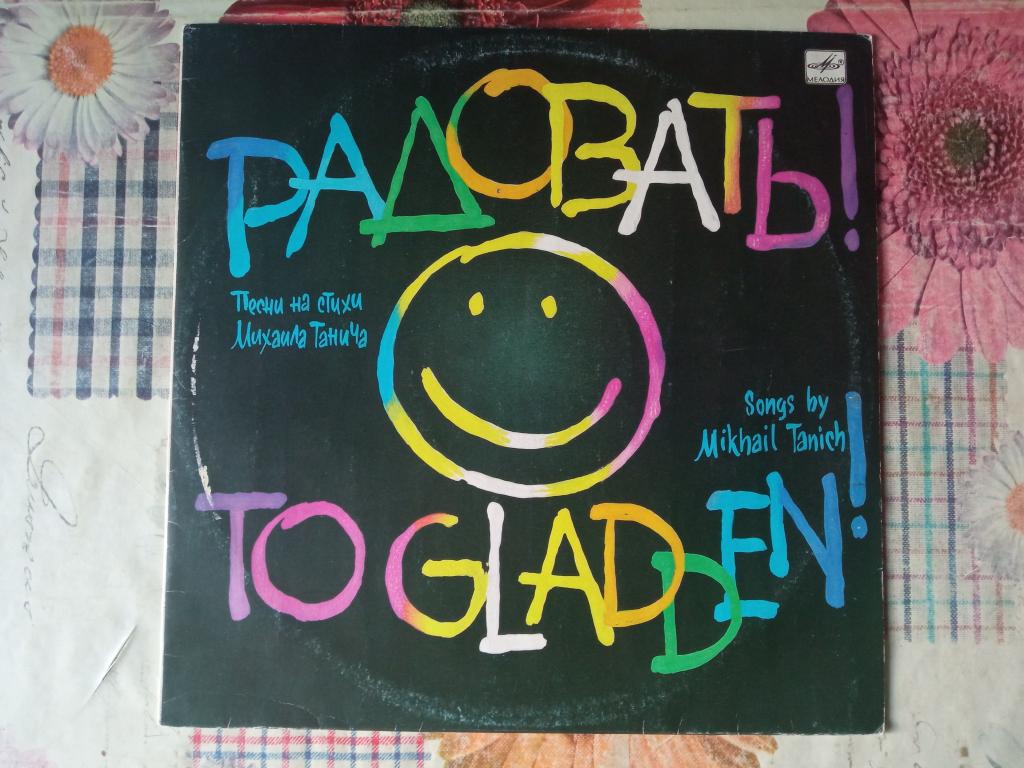 МЕЛОДИЯ
РАДОВАТЬ!
Песни на стихи
Михаила Танича
Songs by
Mikhail Tanich
TO GLADDEN!